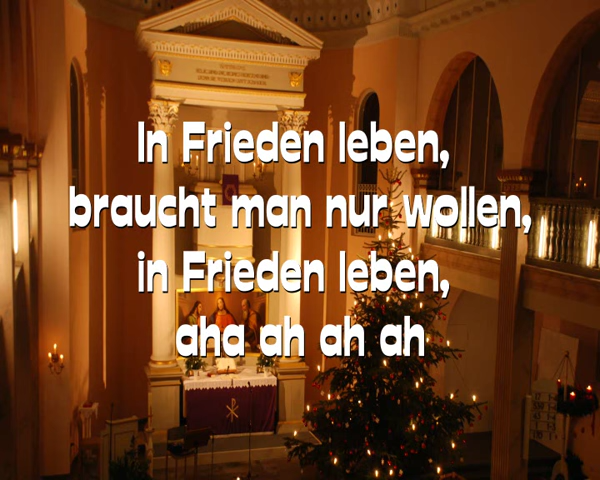 In Frieden leben,
braucht man nur wollen,
in Frieden leben,
aha ah ah ah